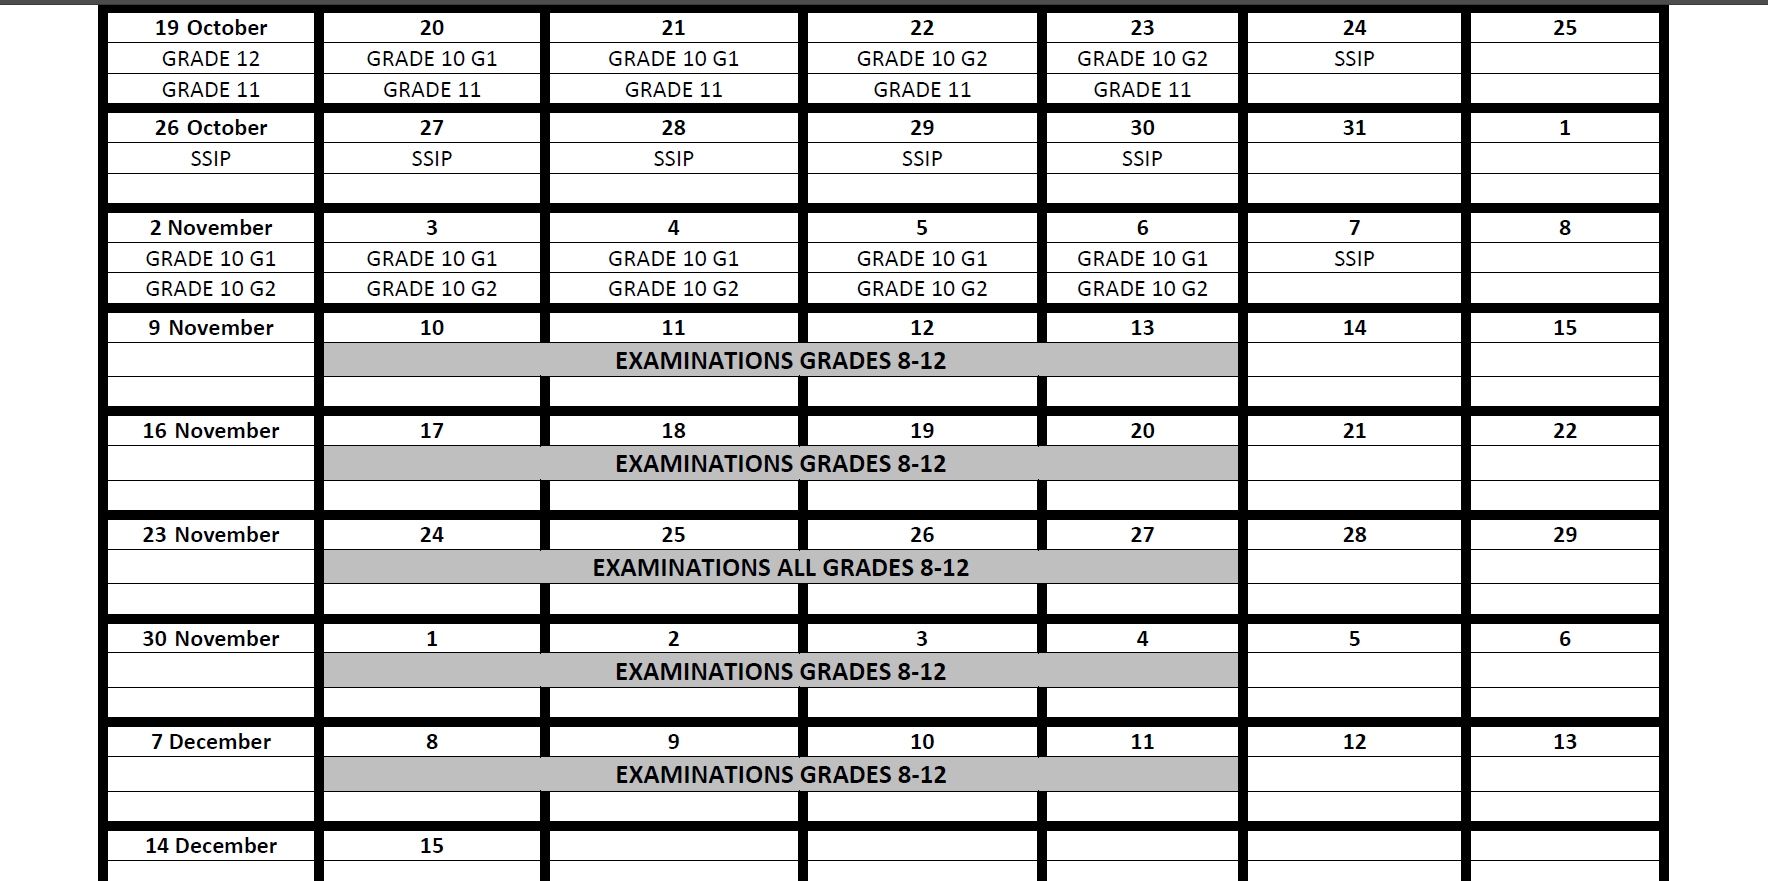 19 October 20 21 22 23 24 25
GRADE 12 GRADE 10 G1 GRADE 10 G1 GRADE 10 G2 GRADE 10 G2 SSIP
GRADE 11 GRADE 11 GRADE 11 GRADE 11 GRADE 11
26 October 27 28 29 30 31 1
SSIP SSIP SSIP SSIP SSIP
2 November 3 4 5 6 7 8
GRADE 10 G1 GRADE 10 G1 GRADE 10 G1 GRADE 10 G1 GRADE 10 G1 SSIP
GRADE 10 G2 GRADE 10 G2 GRADE 10 G2 GRADE 10 G2 GRADE 10 G2
9 November 10 11 12 13 14 15
EXAMINATIONS GRADES 8-12
16 November 17 18 19 20 21 22
EXAMINATIONS GRADES 8-12
23 November 24 25 26 27 28 29
EXAMINATIONS ALL GRADES 8-12
30 November 1 2 3 4 5 6
EXAMINATIONS GRADES 8-12
7 December 8 9 10 11 12 13
EXAMINATIONS GRADES 8-12
14 December 15